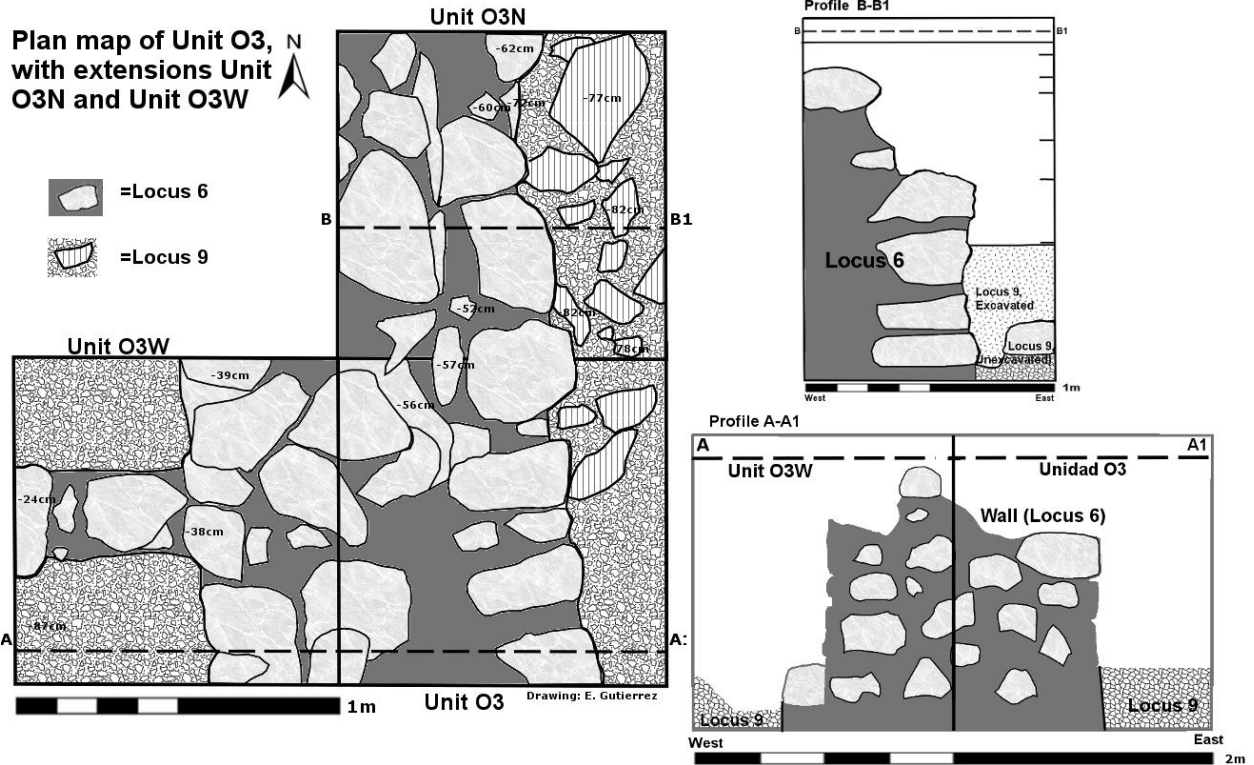 Plan map of Unit O3,
with extensions Unit
O3N and Unit O3W
N
=Locus 6
=Locus 9
Unit O3N
-62cm
-60cm
-72cm
-77cm
B
-82cm
B1
-52cm
-82cm
78cm
Unit O3W
-57cm
-39cm
-56cm
-24cm
-38cm
-87cm
A
A:
1m
Unit O3
Drawing: E. Gutierrez
Profile B-B1
B
B1
Locus 6
Locus 9,
Excavated
Locus 9,
Unexcavated
1m
West
East
Profile A-A1
A
A1
Unit O3W
Unidad O3
Wall (Locus 6)
Locus 9
Locus 9
West
East
2m